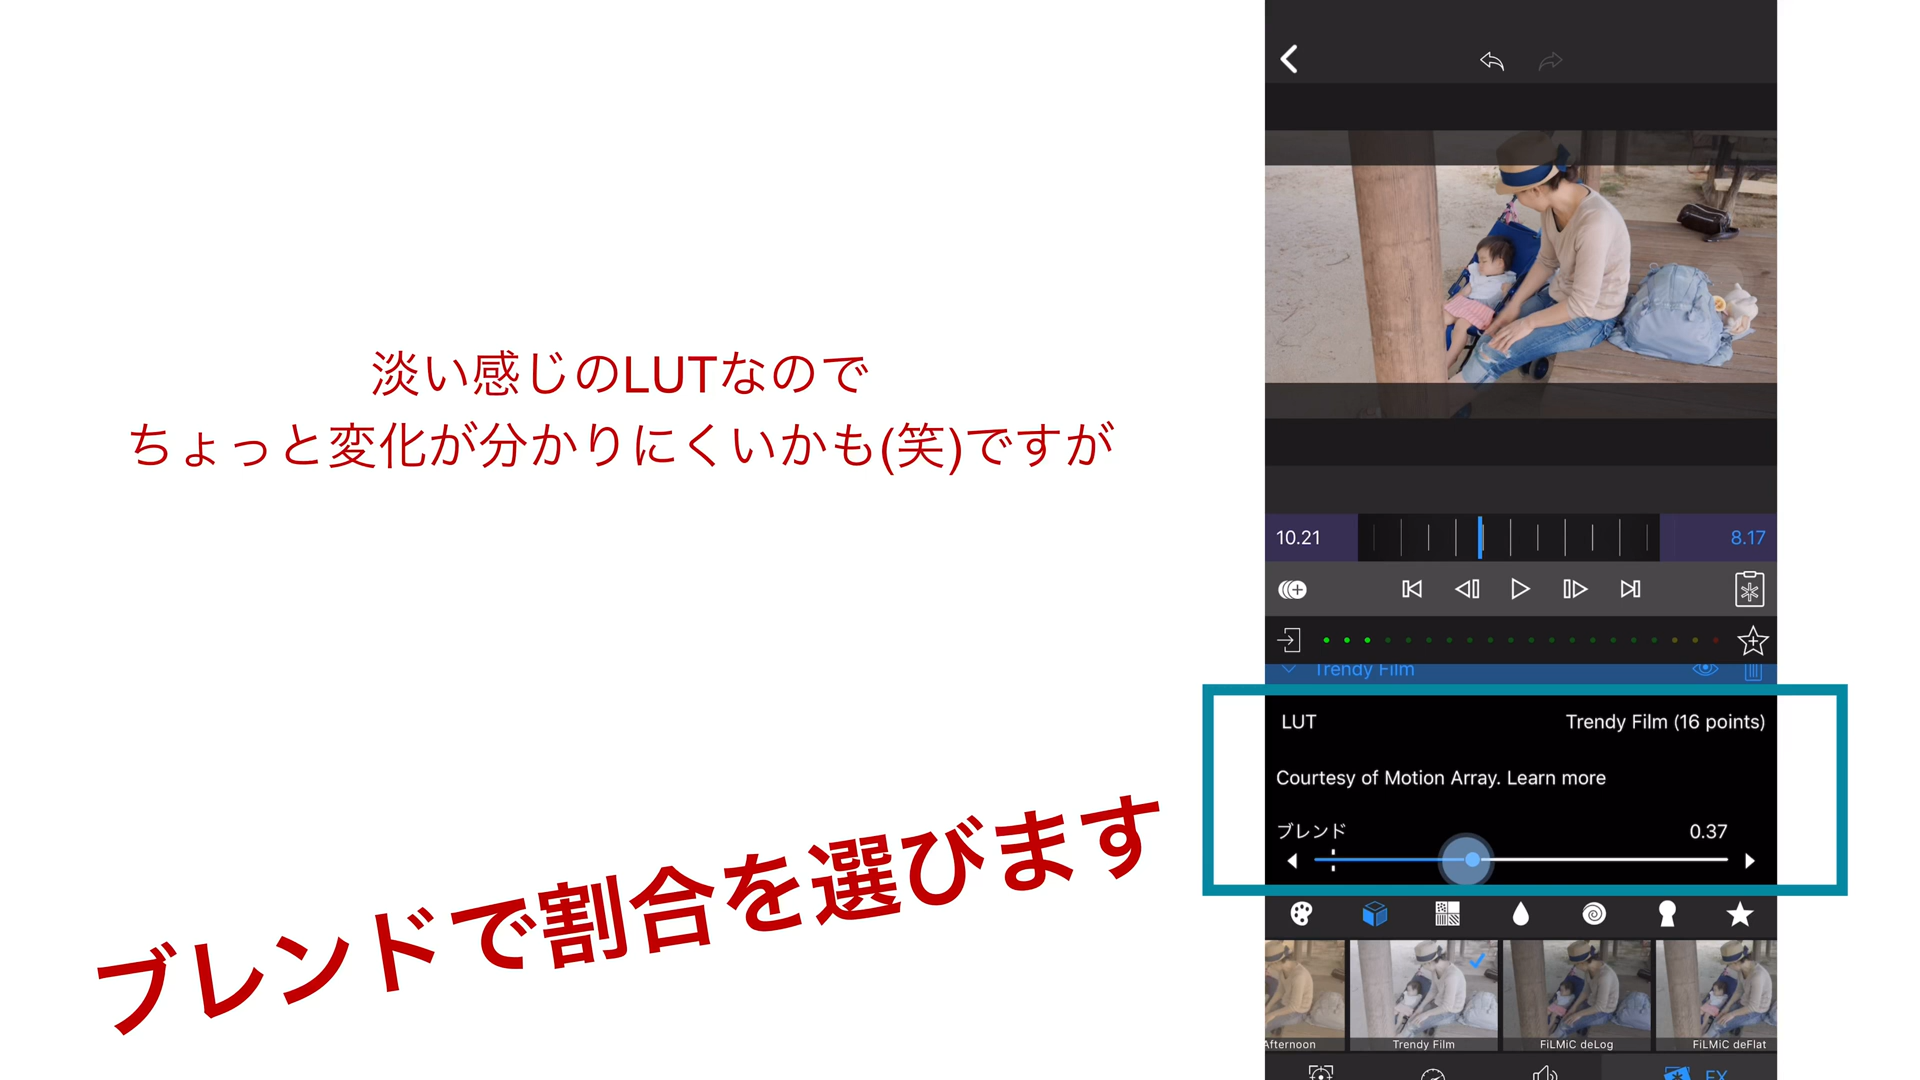 淡い感じのLUTなので
ちょっと変化が分かりにくいかも(笑)ですが
ブレンドで割合を選びます
10.21
8.17
Trendy Film
LUT
Trendy Film (16 points)
Courtesy of Motion Array. Learn more
ブレンド
0.37
Afternoon
Trendy Film
FiLMiC deLog
FiLMiC deFlat
FX